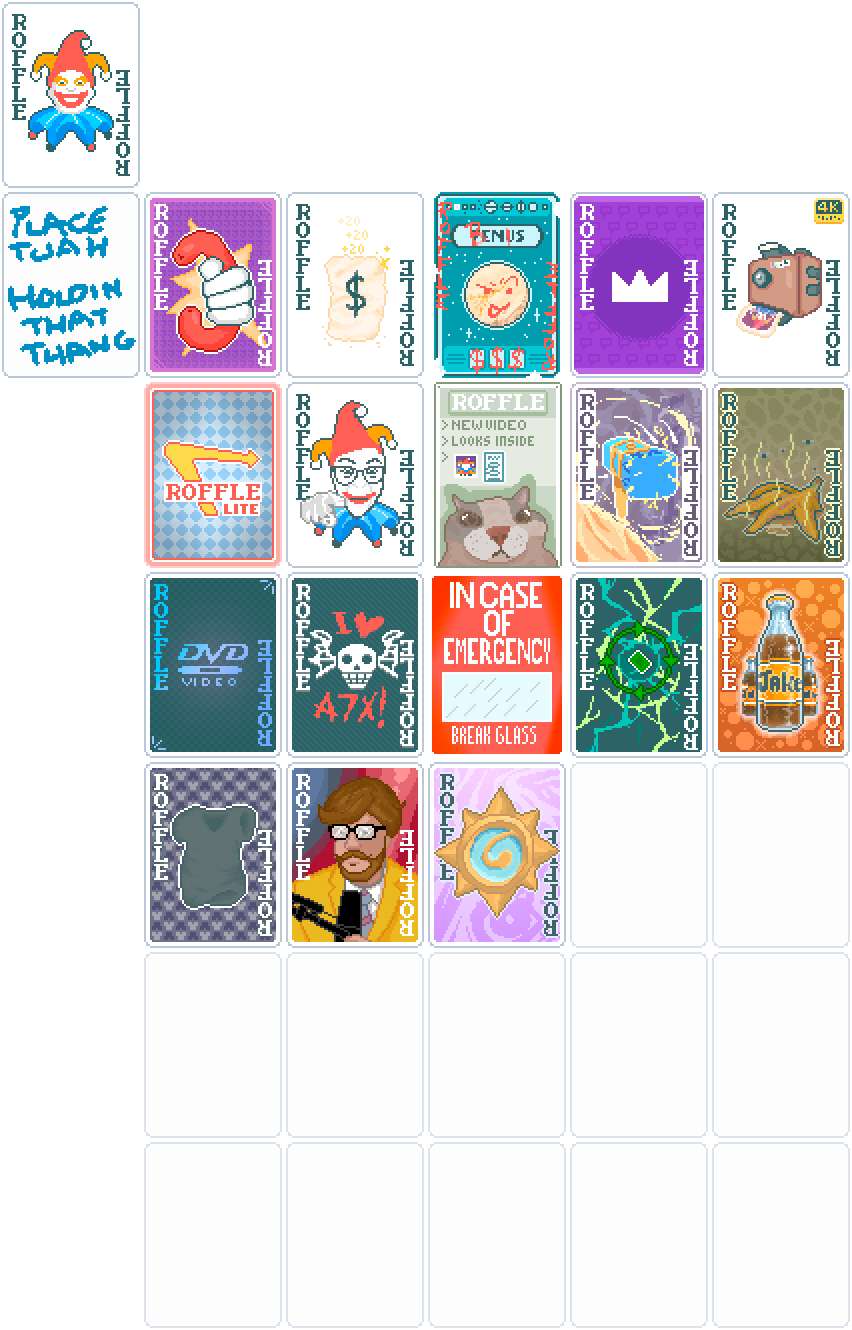 ROFFLE
ROFFLE
PLACE
TUAH
HOLDIN
THAT
THANG
ROFFLE
ROFFLE
ROFFLE
+20
+20
+20
$
ROFFLE
ROFFLE
PENIS
ROFFLE
$ $ $
ROFFLE
ROFFLE
ROFFLE
4K
ROFFLE
ROFFLE
LITE
ROFFLE
ROFFLE
ROFFLE
> NEW VIDEO
> LOOKS INSIDE
>
ROFFLE
ROFFLE
ROFFLE
ROFFLE
ROFFLE
DVD
VIDEO
ROFFLE
ROFFLE
I ♥
A7X!
ROFFLE
IN CASE
OF
EMERGENCY
BREAK GLASS
ROFFLE
ROFFLE
ROFFLE
JAKE
ROFFLE
ROFFLE
ROFFLE
ROFFLE
ROFFLE
ROFFLE
ROFFLE